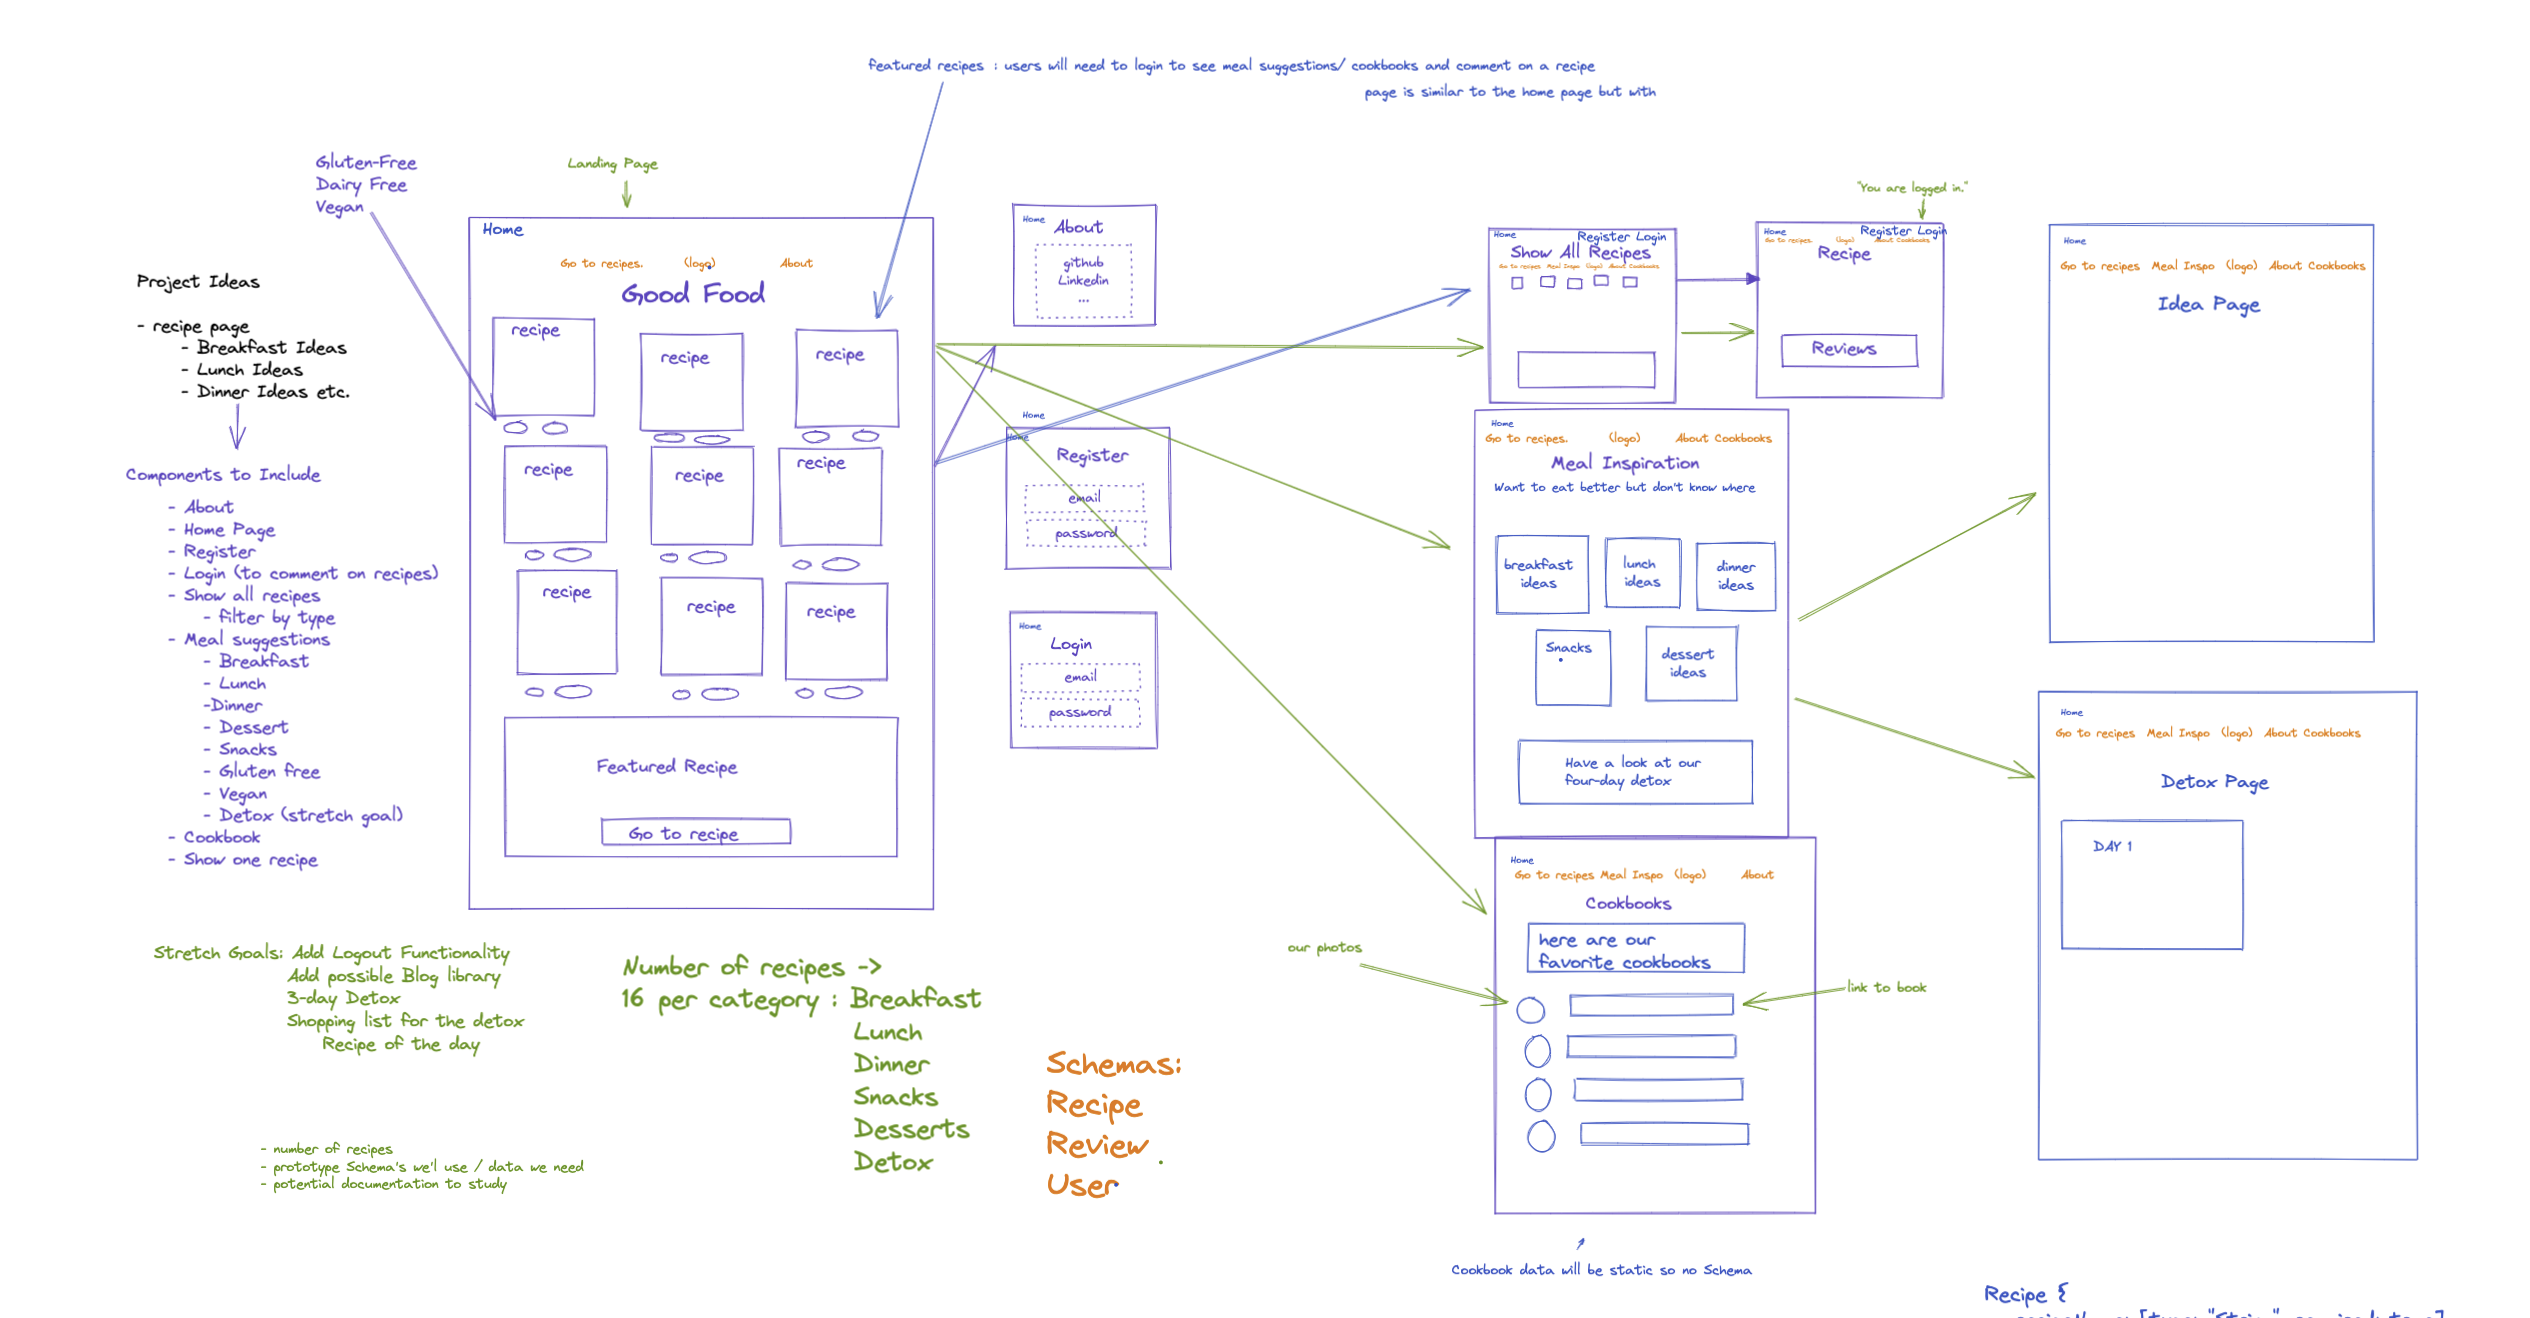 featured recipes : users will need to login to see meal suggestions/ cookbooks and comment on a recipe
page is similar to the home page but with
Gluten-Free
Dairy Free
Vegan
Landing Page
Project Ideas
- recipe page
- Breakfast Ideas
- Lunch Ideas
- Dinner Ideas etc.
Components to Include
- About
- Home Page
- Register
- Login (to comment on recipes)
- Show all recipes
- filter by type
- Meal suggestions
- Breakfast
- Lunch
-Dinner
- Dessert
- Snacks
- Gluten free
- Vegan
- Detox (stretch goal)
- Cookbook
- Show one recipe
Home
Go to recipes. (logo) About
Good Food
recipe
recipe
recipe
recipe
recipe
recipe
recipe
recipe
recipe
Featured Recipe
Go to recipe
Home
About
github
Linkedin
...
Home
Home
Register
email
password
Home
Login
email
password
Home
Register Login
Show All Recipes
Go to recipes Meal Inspo (logo) About Cookbooks
"You are logged in."
Home
Register Login
Go to recipes. (logo) About Cookbooks
Recipe
Reviews
Home
Go to recipes. (logo) About Cookbooks
Meal Inspiration
Want to eat better but don't know where
breakfast
ideas
lunch
ideas
dinner
ideas
Snacks
dessert
ideas
Have a look at our
four-day detox
Home
Go to recipes Meal Inspo (logo) About
Cookbooks
here are our
favorite cookbooks
our photos
link to book
Cookbook data will be static so no Schema
Home
Go to recipes Meal Inspo (logo) About Cookbooks
Idea Page
Home
Go to recipes Meal Inspo (logo) About Cookbooks
Detox Page
DAY 1
Stretch Goals: Add Logout Functionality
Add possible Blog library
3-day Detox
Shopping list for the detox
Recipe of the day
- number of recipes
- prototype Schema's we'll use / data we need
- potential documentation to study
Number of recipes ->
16 per category : Breakfast
Lunch
Dinner
Snacks
Desserts
Detox
Schemas:
Recipe
Review
User
Recipe {